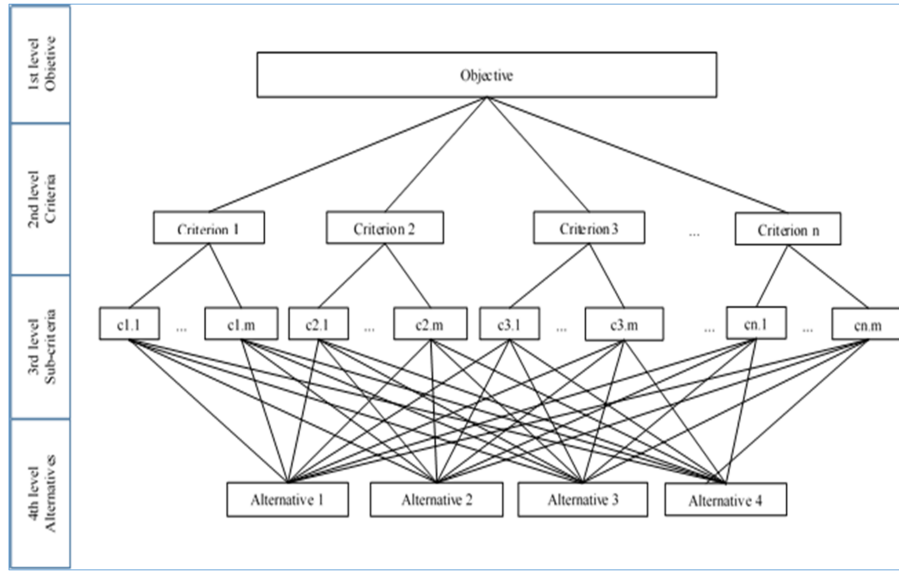 1st level
Objetive
Objective
2nd level
Criteria
Criterion 1
Criterion 2
Criterion 3
...
Criterion n
3rd level
Sub-criteria
c1.1
...
c1.m
c2.1
...
c2.m
c3.1
...
c3.m
...
cn.1
...
cn.m
4th level
Alternatives
Alternative 1
Alternative 2
Alternative 3
Alternative 4